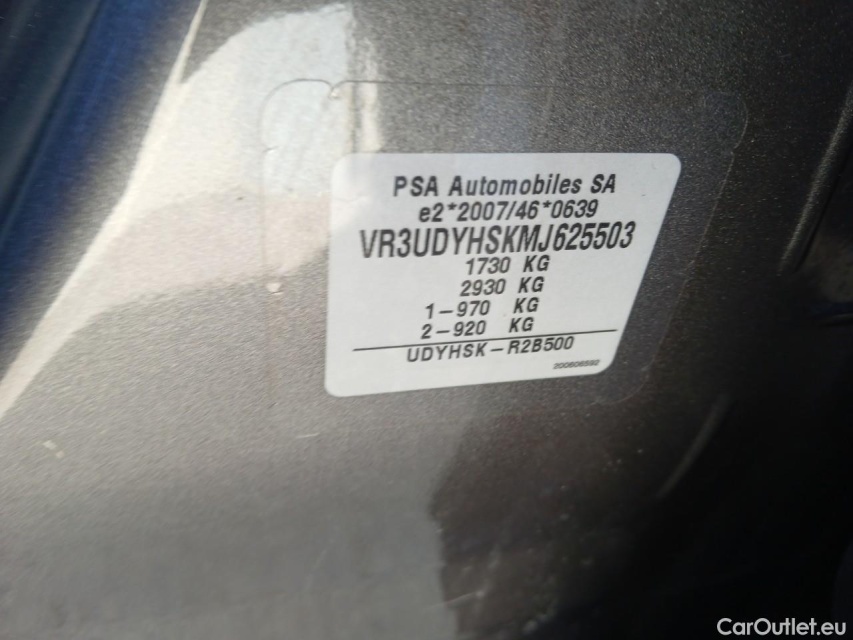 PSA Automobiles SA
e2*2007/46*0639
VR3UDYHSKMJ625503
1730 KG
2930 KG
1-970 KG
2-920 KG
UDYHSK-R2B500
200606592
CarOutlet.eu